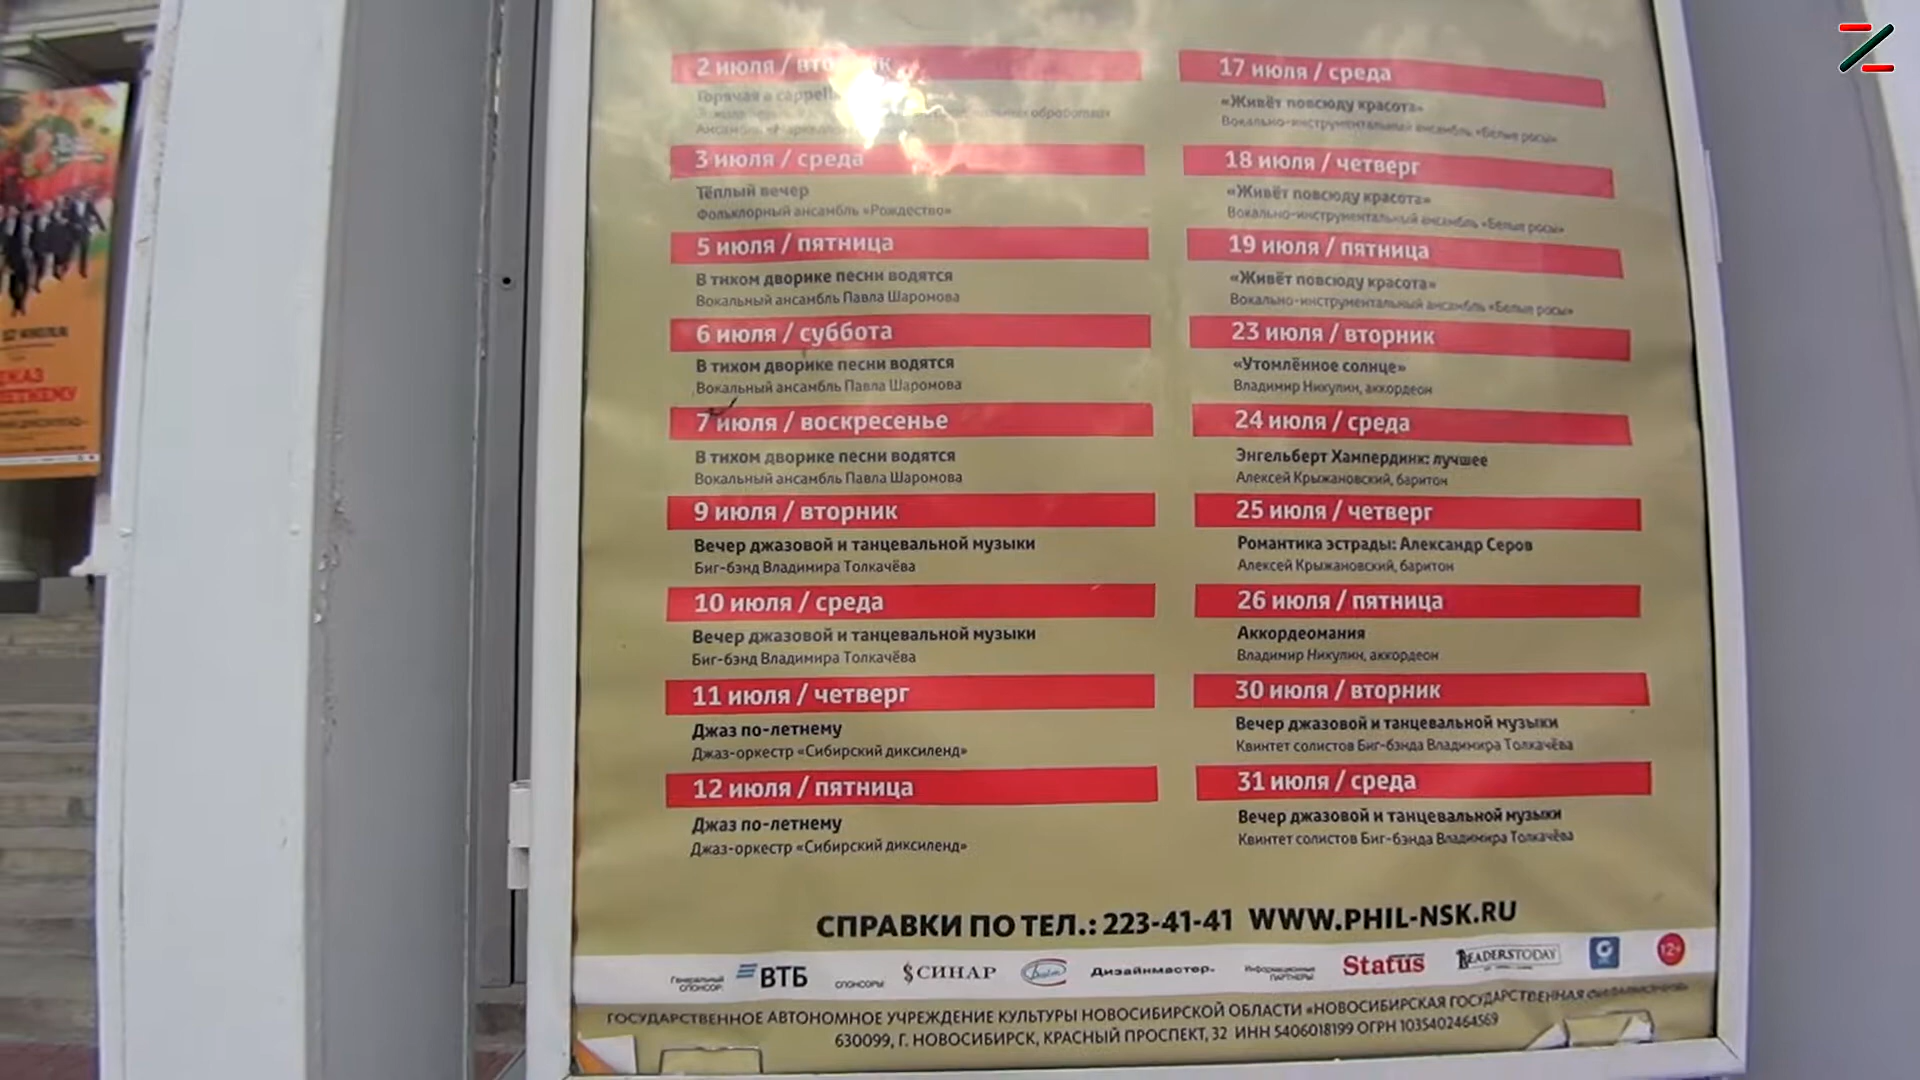 2 июля / вторник
Горячая a cappella
3 июля / среда
Тёплый вечер
Фольклорный ансамбль «Рождество»
5 июля / пятница
В тихом дворике песни водятся
Вокальный ансамбль Павла Шаромова
6 июля / суббота
В тихом дворике песни водятся
Вокальный ансамбль Павла Шаромова
7 июля / воскресенье
В тихом дворике песни водятся
Вокальный ансамбль Павла Шаромова
9 июля / вторник
Вечер джазовой и танцевальной музыки
Биг-бэнд Владимира Толкачёва
10 июля / среда
Вечер джазовой и танцевальной музыки
Биг-бэнд Владимира Толкачёва
11 июля / четверг
Джаз по-летнему
Джаз-оркестр «Сибирский диксиленд»
12 июля / пятница
Джаз по-летнему
Джаз-оркестр «Сибирский диксиленд»
17 июля / среда
«Живёт повсюду красота»
Вокально-инструментальный ансамбль «Белые росы»
18 июля / четверг
«Живёт повсюду красота»
Вокально-инструментальный ансамбль «Белые росы»
19 июля / пятница
«Живёт повсюду красота»
Вокально-инструментальный ансамбль «Белые росы»
23 июля / вторник
«Утомлённое солнце»
Владимир Никулин, аккордеон
24 июля / среда
Энгельберт Хампердинк: лучшее
Алексей Крыжановский, баритон
25 июля / четверг
Романтика эстрады: Александр Серов
Алексей Крыжановский, баритон
26 июля / пятница
Аккордеомания
Владимир Никулин, аккордеон
30 июля / вторник
Вечер джазовой и танцевальной музыки
Квинтет солистов Биг-бэнда Владимира Толкачёва
31 июля / среда
Вечер джазовой и танцевальной музыки
Квинтет солистов Биг-бэнда Владимира Толкачёва
СПРАВКИ ПО ТЕЛ.: 223-41-41 WWW.PHIL-NSK.RU
Генеральный спонсор: ВТБ спонсоры: $СИНАР Дизайнмастер Информационные партнеры: Status LEADERSTODAY 12+
ГОСУДАРСТВЕННОЕ АВТОНОМНОЕ УЧРЕЖДЕНИЕ КУЛЬТУРЫ НОВОСИБИРСКОЙ ОБЛАСТИ «НОВОСИБИРСКАЯ ГОСУДАРСТВЕННАЯ ФИЛАРМОНИЯ»
630099, Г. НОВОСИБИРСК, КРАСНЫЙ ПРОСПЕКТ, 32 ИНН 5406018199 ОГРН 1035402464569